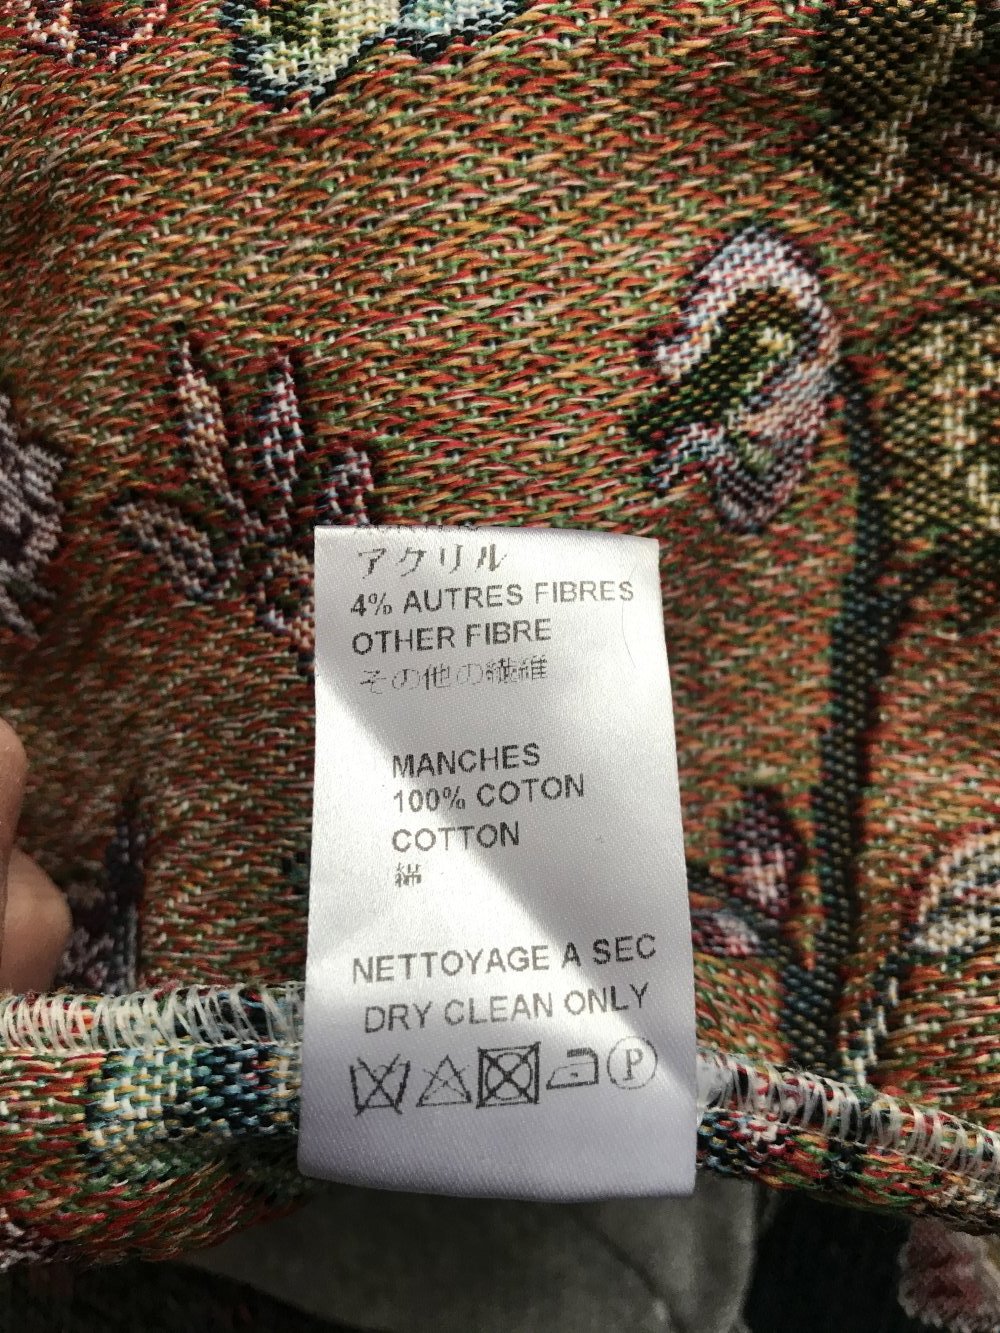 アクリル
4% AUTRES FIBRES
OTHER FIBRE
その他の繊維
MANCHES
100% COTON
COTTON
綿
NETTOYAGE A SEC
DRY CLEAN ONLY
P